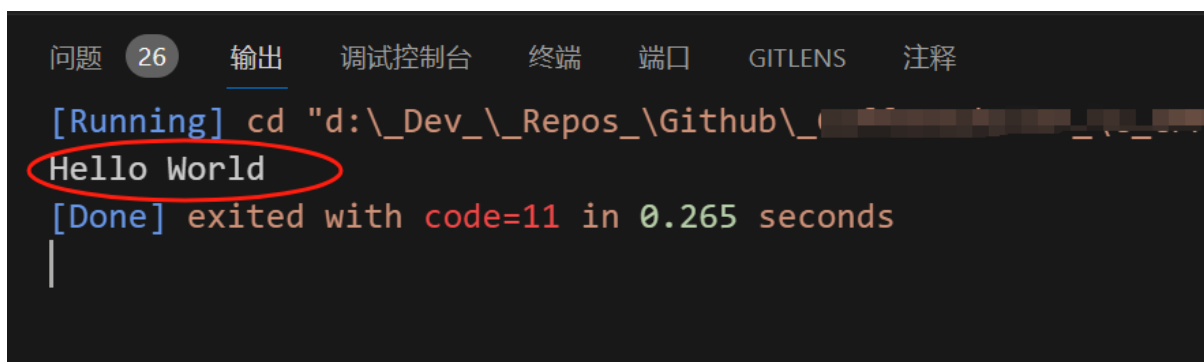 问题 26 输出 调试控制台 终端 端口 GITLENS 注释
[Running] cd "d:\_Dev_\_Repos_\Github\_
Hello World
[Done] exited with code=11 in 0.265 seconds